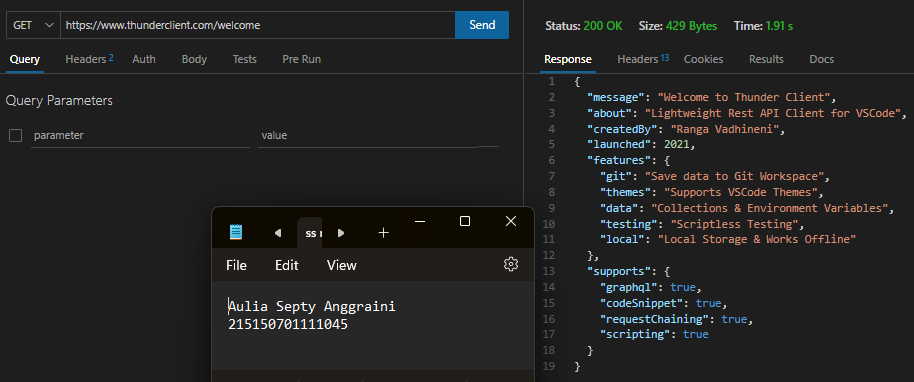 GET https://www.thunderclient.com/welcome Send
Query Headers 2 Auth Body Tests Pre Run
Query Parameters
parameter value
Status: 200 OK Size: 429 Bytes Time: 1.91 s
Response Headers 13 Cookies Results Docs
1 {
2 "message": "Welcome to Thunder Client",
3 "about": "Lightweight Rest API Client for VSCode",
4 "createdBy": "Ranga Vadhineni",
5 "launched": 2021,
6 "features": {
7 "git": "Save data to Git Workspace",
8 "themes": "Supports VSCode Themes",
9 "data": "Collections & Environment Variables",
10 "testing": "Scriptless Testing",
11 "local": "Local Storage & Works Offline"
12 },
13 "supports": {
14 "graphql": true,
15 "codeSnippet": true,
16 "requestChaining": true,
17 "scripting": true
18 }
19 }
ss
File Edit View
Aulia Septy Anggraini
215150701111045